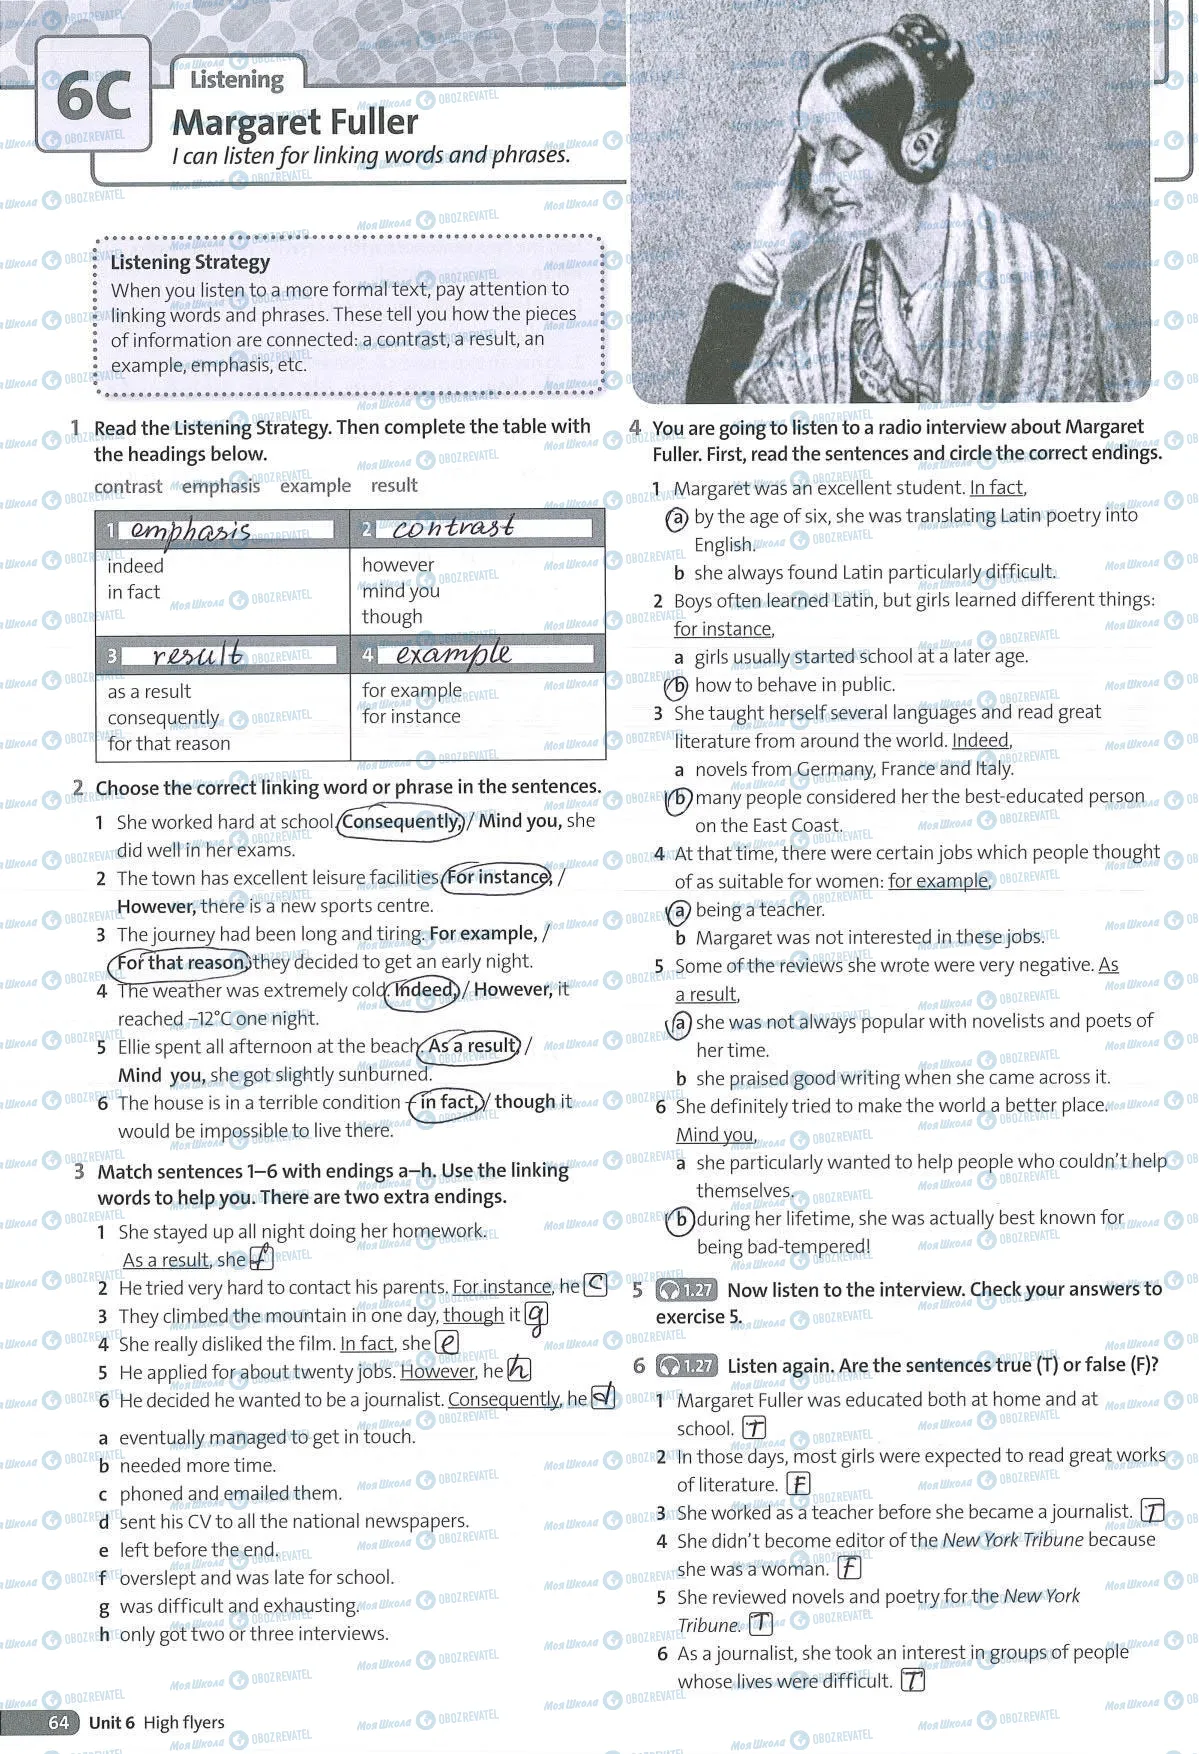 6C
Listening
Margaret Fuller
I can listen for linking words and phrases.
Listening Strategy
When you listen to a more formal text, pay attention to
linking words and phrases. These tell you how the pieces
of information are connected: a contrast, a result, an
example, emphasis, etc.
1 Read the Listening Strategy. Then complete the table with
the headings below.
contrast emphasis example result
1 emphasis
indeed
in fact
2 contrast
however
mind you
though
3 result
as a result
consequently
for that reason
4 example
for example
for instance
2 Choose the correct linking word or phrase in the sentences.
1 She worked hard at school. Consequently, / Mind you, she
did well in her exams.
2 The town has excellent leisure facilities. For instance, /
However, there is a new sports centre.
3 The journey had been long and tiring. For example, /
For that reason, they decided to get an early night.
4 The weather was extremely cold. Indeed, / However, it
reached –12°C one night.
5 Ellie spent all afternoon at the beach. As a result, /
Mind you, she got slightly sunburned.
6 The house is in a terrible condition – in fact, / though it
would be impossible to live there.
3 Match sentences 1–6 with endings a–h. Use the linking
words to help you. There are two extra endings.
1 She stayed up all night doing her homework.
As a result, she f
2 He tried very hard to contact his parents. For instance, he c
3 They climbed the mountain in one day, though it g
4 She really disliked the film. In fact, she e
5 He applied for about twenty jobs. However, he h
6 He decided he wanted to be a journalist. Consequently, he d
a eventually managed to get in touch.
b needed more time.
c phoned and emailed them.
d sent his CV to all the national newspapers.
e left before the end.
f overslept and was late for school.
g was difficult and exhausting.
h only got two or three interviews.
4 You are going to listen to a radio interview about Margaret
Fuller. First, read the sentences and circle the correct endings.
1 Margaret was an excellent student. In fact,
a by the age of six, she was translating Latin poetry into
English.
b she always found Latin particularly difficult.
2 Boys often learned Latin, but girls learned different things:
for instance,
a girls usually started school at a later age.
b how to behave in public.
3 She taught herself several languages and read great
literature from around the world. Indeed,
a novels from Germany, France and Italy.
b many people considered her the best-educated person
on the East Coast.
4 At that time, there were certain jobs which people thought
of as suitable for women: for example,
a being a teacher.
b Margaret was not interested in these jobs.
5 Some of the reviews she wrote were very negative. As
a result,
a she was not always popular with novelists and poets of
her time.
b she praised good writing when she came across it.
6 She definitely tried to make the world a better place.
Mind you,
a she particularly wanted to help people who couldn't help
themselves.
b during her lifetime, she was actually best known for
being bad-tempered!
5 1.27 Now listen to the interview. Check your answers to
exercise 5.
6 1.27 Listen again. Are the sentences true (T) or false (F)?
1 Margaret Fuller was educated both at home and at
school. T
2 In those days, most girls were expected to read great works
of literature. F
3 She worked as a teacher before she became a journalist. T
4 She didn't become editor of the New York Tribune because
she was a woman. F
5 She reviewed novels and poetry for the New York
Tribune. T
6 As a journalist, she took an interest in groups of people
whose lives were difficult. T
64 Unit 6 High flyers
МояШкола OBOZREVATEL